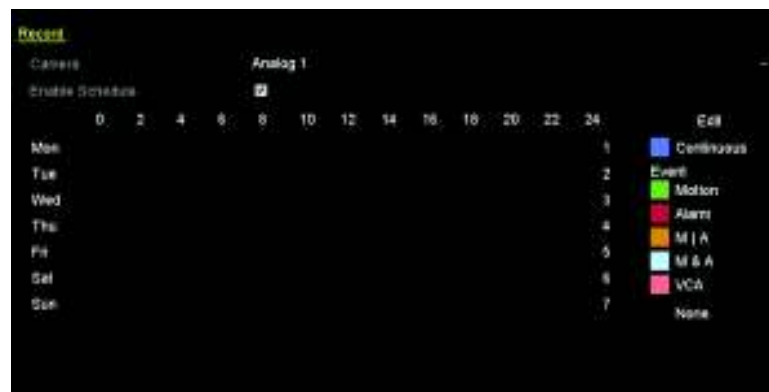 Record
Camera Analog 1
Enable Schedule
0 2 4 6 8 10 12 14 16 18 20 22 24 Edit
Mon 1 Continuous
Tue 2 Event
Wed 3 Motion
Thu 4 Alarm
Fri 5 M | A
Sat 6 M & A
Sun 7 VCA
None